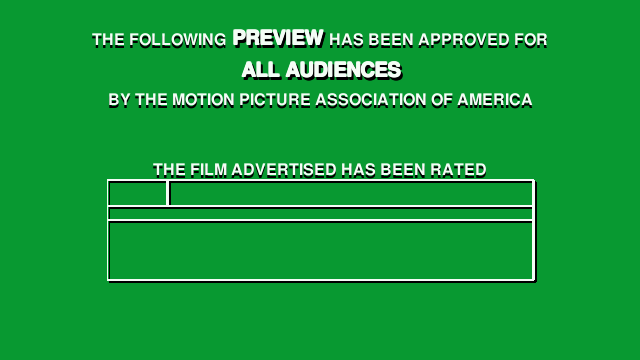 THE FOLLOWING PREVIEW HAS BEEN APPROVED FOR
ALL AUDIENCES
BY THE MOTION PICTURE ASSOCIATION OF AMERICA
THE FILM ADVERTISED HAS BEEN RATED